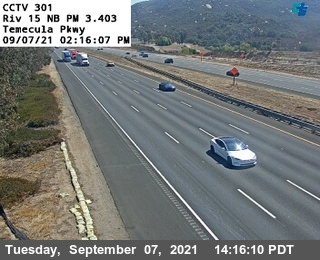 CCTV 301
Riv 15 NB PM 3.403
Temecula Pkwy
09/07/21 02:16:07 PM
Tuesday, September 07, 2021 14:16:10 PDT